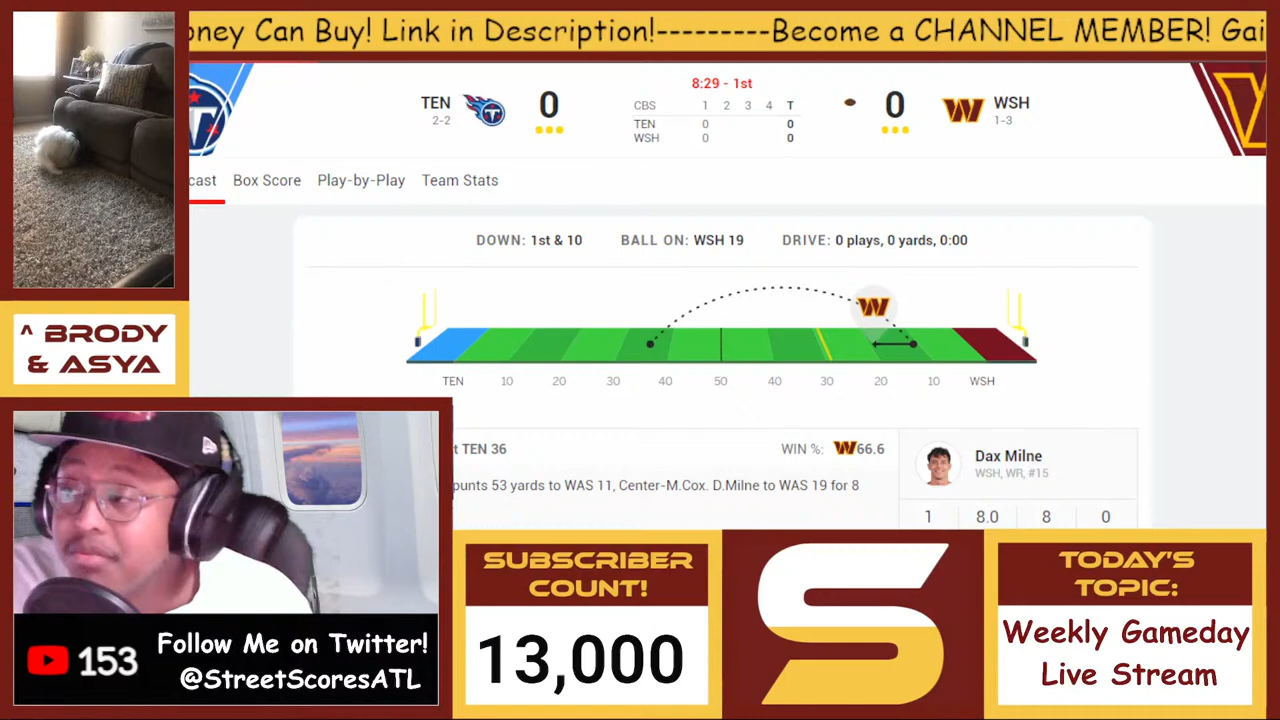 oney Can Buy! Link in Description!---------Become a CHANNEL MEMBER! Gai
8:29 - 1st
TEN
2-2
0
CBS 1 2 3 4 T
TEN 0 0
WSH 0 0
0
WSH
1-3
cast Box Score Play-by-Play Team Stats
DOWN: 1st & 10 BALL ON: WSH 19 DRIVE: 0 plays, 0 yards, 0:00
TEN 10 20 30 40 50 40 30 20 10 WSH
t TEN 36
WIN %: W 66.6
punts 53 yards to WAS 11, Center-M.Cox. D.Milne to WAS 19 for 8
Dax Milne
WSH, WR, #15
1 8.0 8 0
^ BRODY
& ASYA
153
Follow Me on Twitter!
@StreetScoresATL
SUBSCRIBER
COUNT!
13,000
S
TODAY'S
TOPIC:
Weekly Gameday
Live Stream